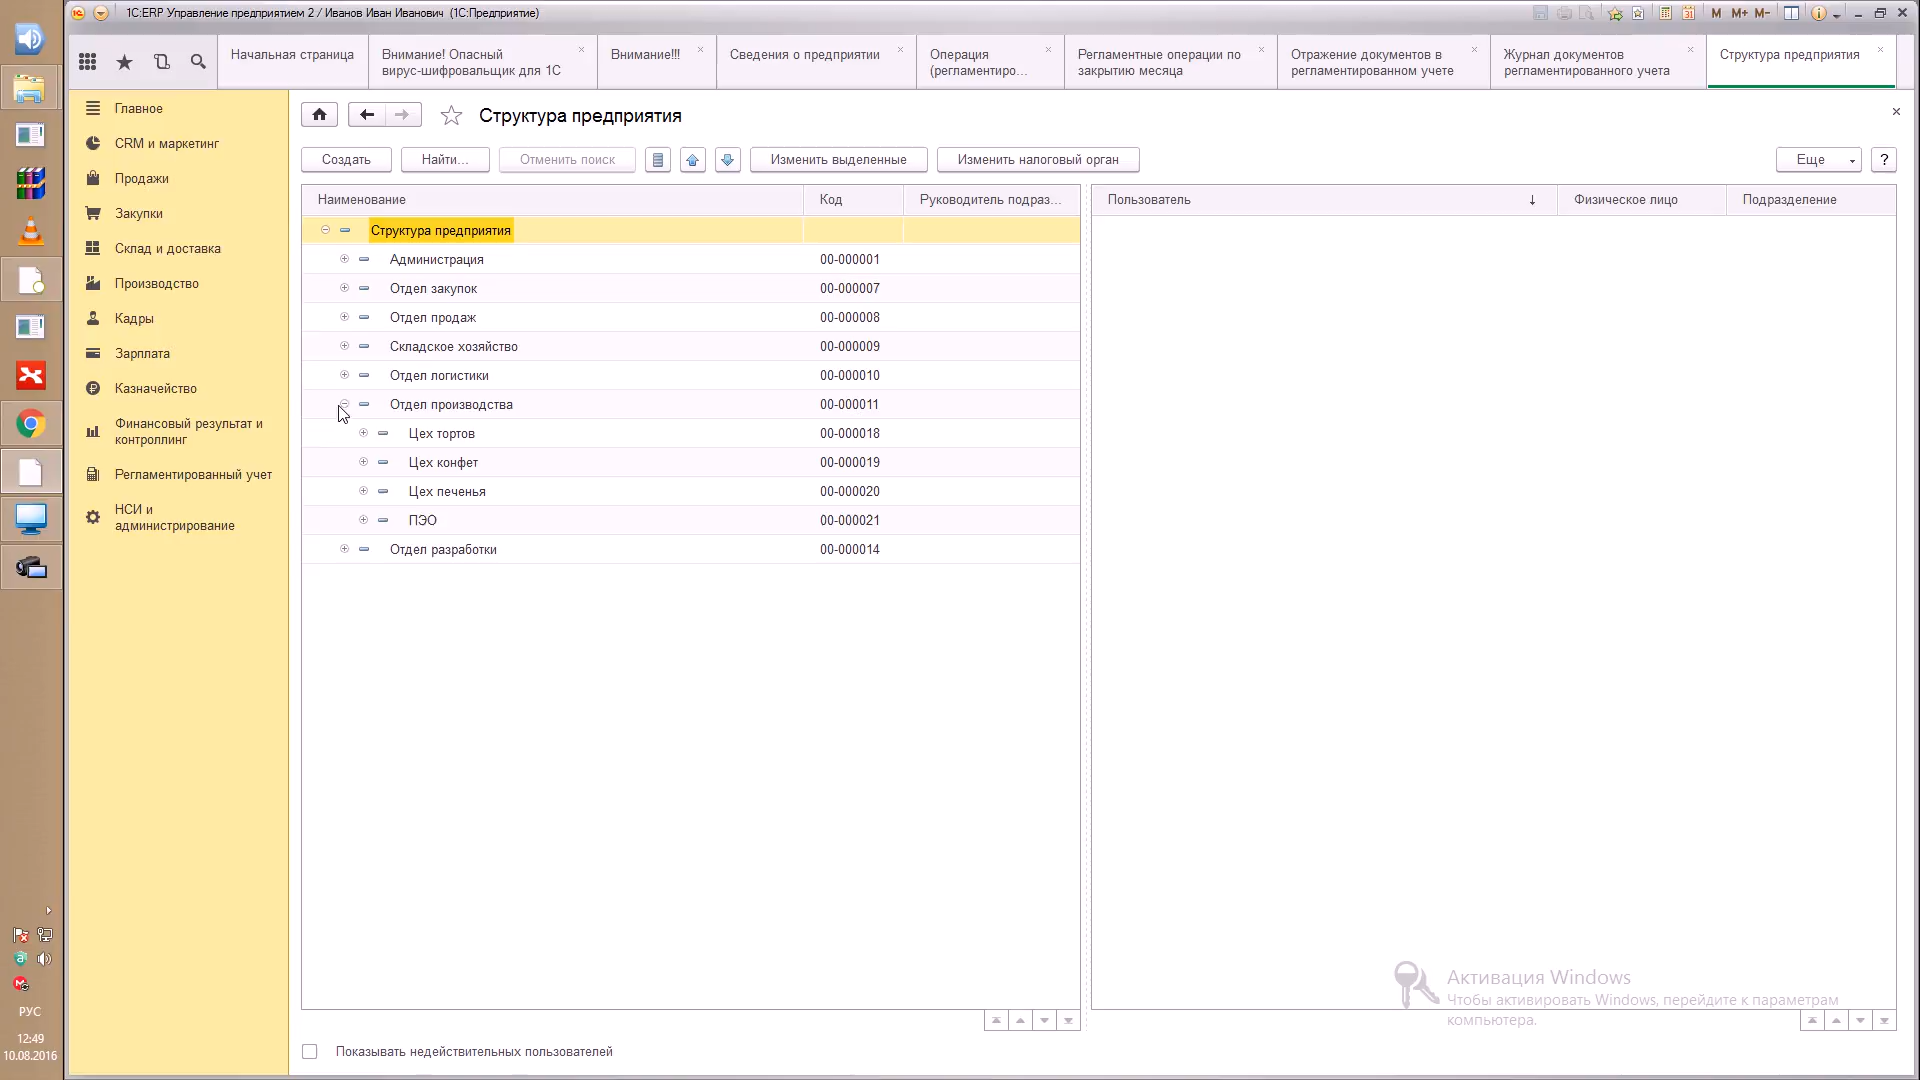 1С:ERP Управление предприятием 2 / Иванов Иван Иванович (1С:Предприятие)
M M+ M-
Начальная страница
Внимание! Опасный
вирус-шифровальщик для 1С
Внимание!!!
Сведения о предприятии
Операция
(регламентиро...
Регламентные операции по
закрытию месяца
Отражение документов в
регламентированном учете
Журнал документов
регламентированного учета
Структура предприятия
Главное
CRM и маркетинг
Продажи
Закупки
Склад и доставка
Производство
Кадры
Зарплата
Казначейство
Финансовый результат и
контроллинг
Регламентированный учет
НСИ и
администрирование
Структура предприятия
Создать
Найти...
Отменить поиск
Изменить выделенные
Изменить налоговый орган
Еще
?
Наименование Код Руководитель подраз...
Пользователь ↓ Физическое лицо Подразделение
Структура предприятия
Администрация 00-000001
Отдел закупок 00-000007
Отдел продаж 00-000008
Складское хозяйство 00-000009
Отдел логистики 00-000010
Отдел производства 00-000011
Цех тортов 00-000018
Цех конфет 00-000019
Цех печенья 00-000020
ПЭО 00-000021
Отдел разработки 00-000014
Показывать недействительных пользователей
Активация Windows
Чтобы активировать Windows, перейдите к параметрам
компьютера.
РУС
12:49
10.08.2016